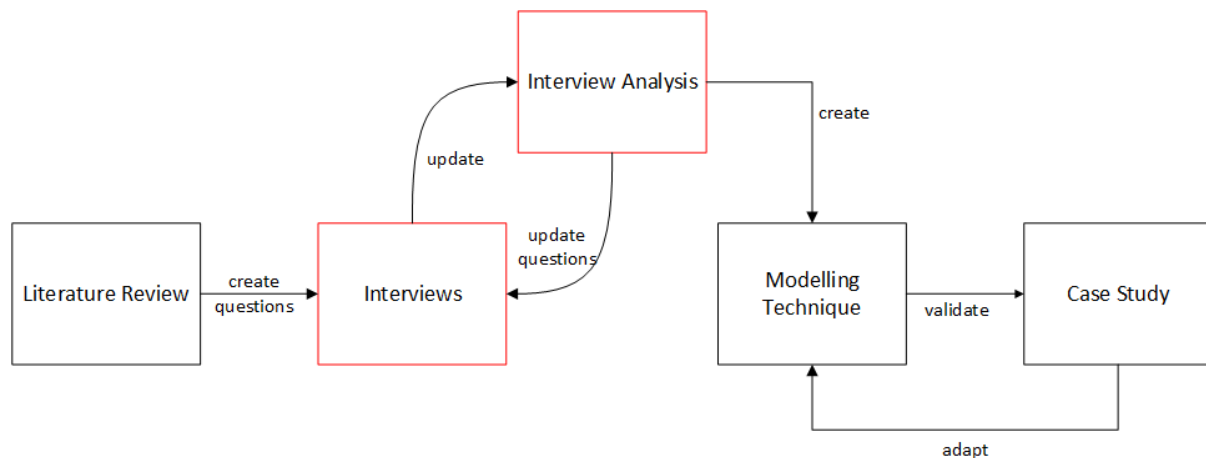 Interview Analysis
create
update
update
questions
Literature Review
create
questions
Interviews
Modelling
Technique
validate
Case Study
adapt